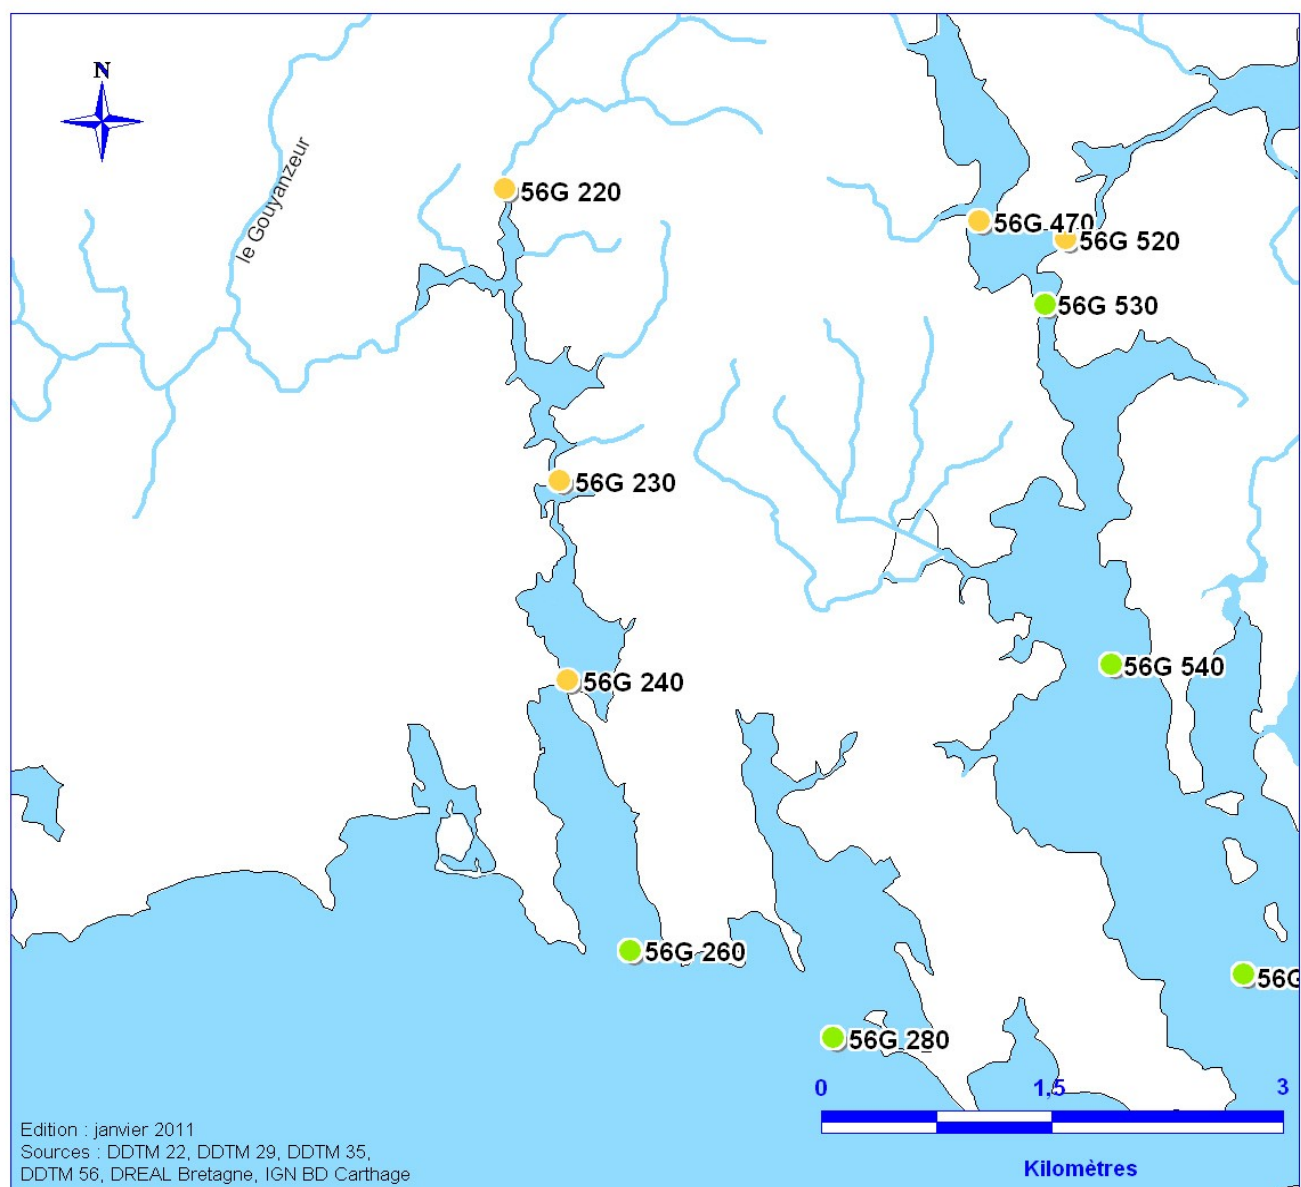 N
le Gouyanzeur
56G 220
56G 470
56G 520
56G 530
56G 230
56G 540
56G 240
56G 260
56G
56G 280
0 1,5 3
Kilomètres
Edition : janvier 2011
Sources : DDTM 22, DDTM 29, DDTM 35,
DDTM 56, DREAL Bretagne, IGN BD Carthage